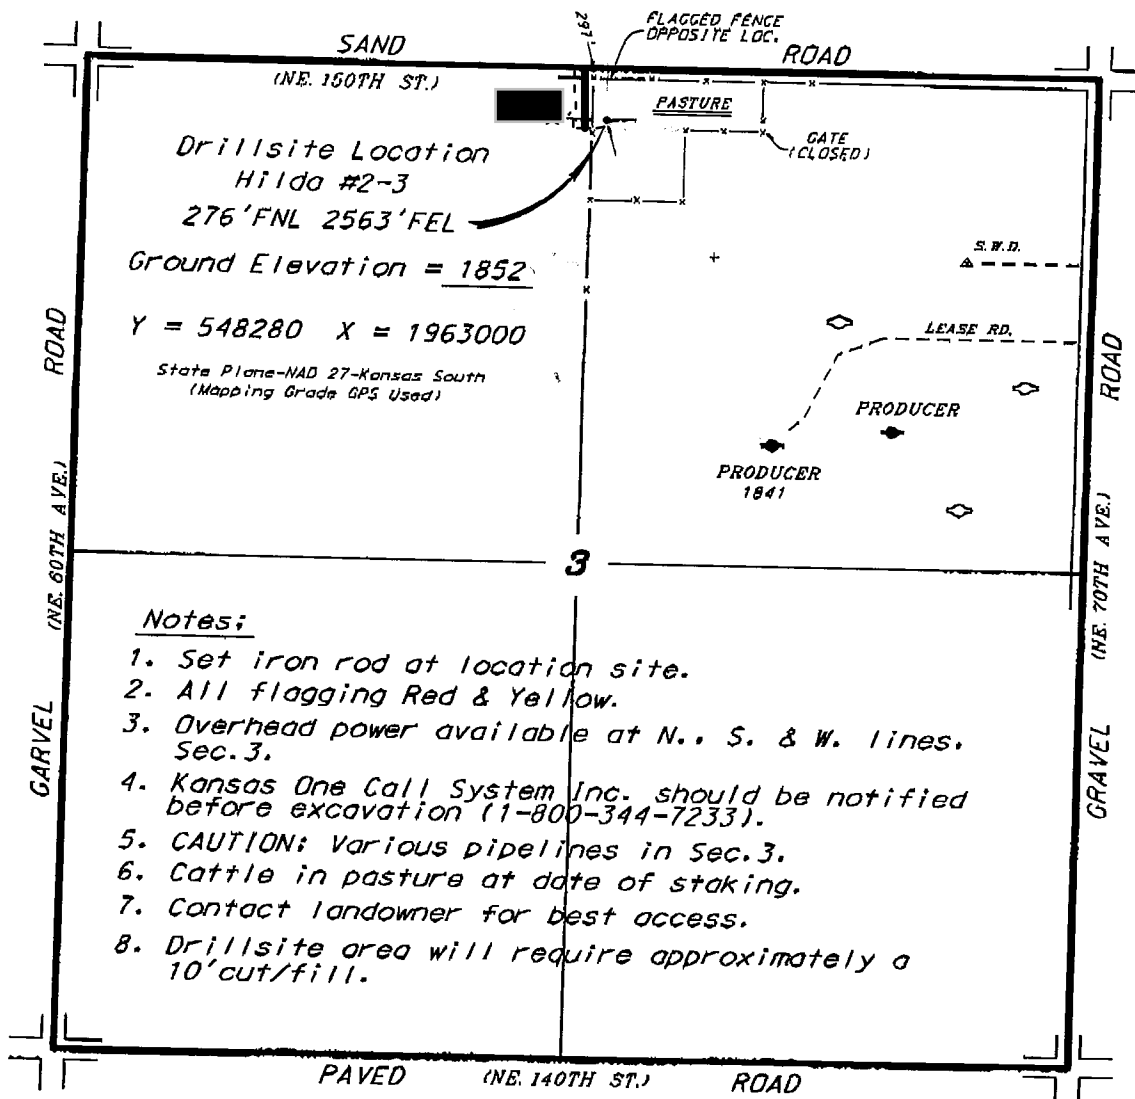 SAND ROAD
(NE. 150TH ST.)
297'
FLAGGED FENCE
OPPOSITE LOC.
PASTURE
GATE
(CLOSED)
Drillsite Location
Hilda #2-3
276'FNL 2563'FEL
Ground Elevation = 1852
Y = 548280 X = 1963000
State Plane-NAD 27-Kansas South
(Mapping Grade GPS Used)
S.W.D.
LEASE RD.
PRODUCER
PRODUCER
1841
GARVEL ROAD
(NE. 60TH AVE.)
GRAVEL ROAD
(NE. 70TH AVE.)
3
Notes:
1. Set iron rod at location site.
2. All flagging Red & Yellow.
3. Overhead power available at N.. S. & W. lines.
Sec.3.
4. Kansas One Call System Inc. should be notified
before excavation (1-800-344-7233).
5. CAUTION: Various pipelines in Sec.3.
6. Cattle in pasture at date of staking.
7. Contact landowner for best access.
8. Drillsite area will require approximately a
10'cut/fill.
PAVED (NE. 140TH ST.) ROAD